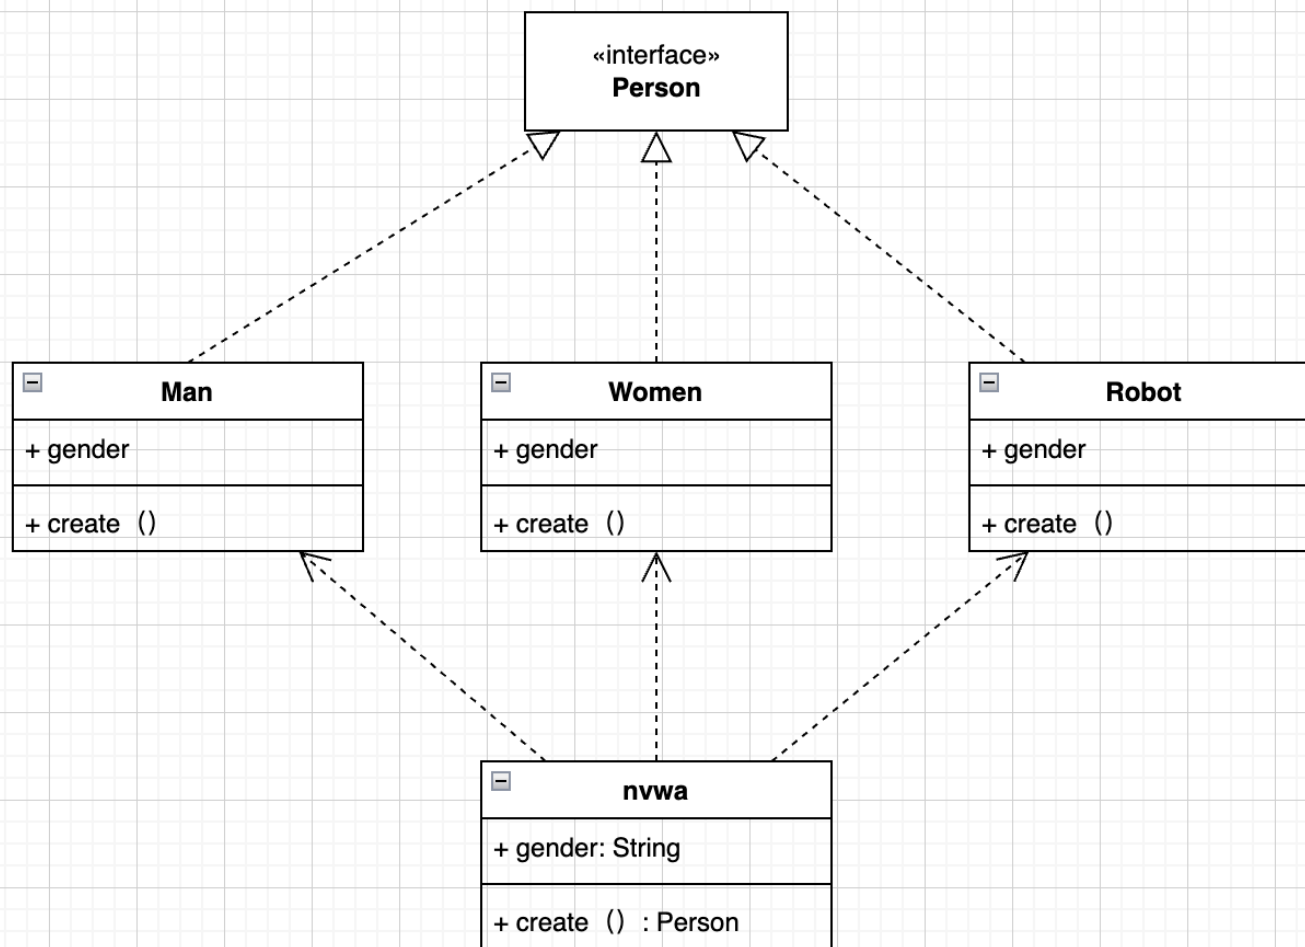 «interface»
Person
Man
+ gender
+ create ()
Women
+ gender
+ create ()
Robot
+ gender
+ create ()
nvwa
+ gender: String
+ create () : Person